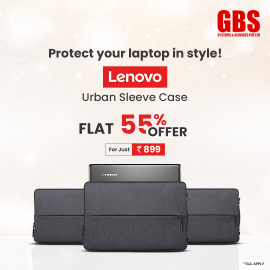 GBS
SYSTEMS & SERVICES PVT LTD
Protect your laptop in style!
Lenovo
Urban Sleeve Case
FLAT 55% OFFER
For Just ₹ 899
*T&C APPLY